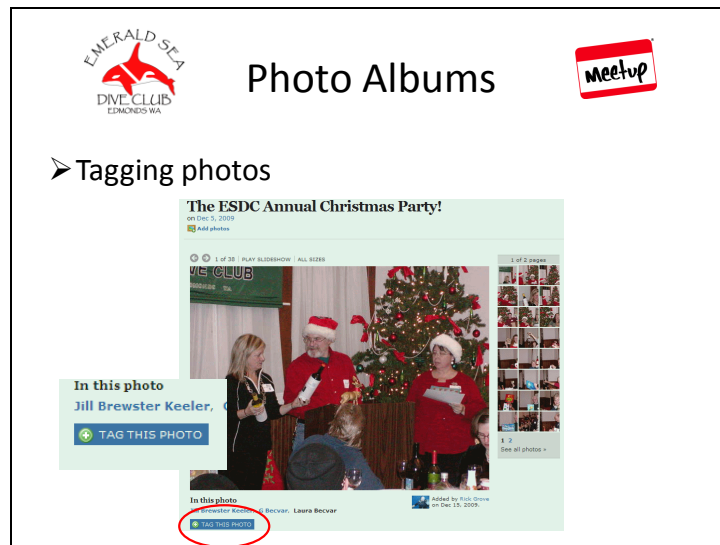 EMERALD SEA
DIVE CLUB
EDMONDS WA
Photo Albums
Meetup
➢Tagging photos
The ESDC Annual Christmas Party!
on Dec 5, 2009
Add photos
1 of 38 | PLAY SLIDESHOW | ALL SIZES
1 of 2 pages
VE CLUB
In this photo
Jill Brewster Keeler,
TAG THIS PHOTO
1 2
See all photos »
In this photo
Jill Brewster Keeler, G Becvar, Laura Becvar
Added by Rick Grove
on Dec 15, 2009.
TAG THIS PHOTO